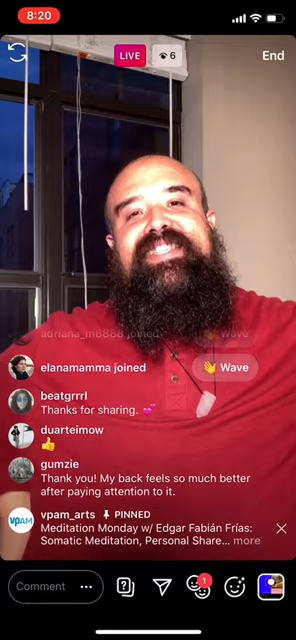 8:20
LIVE
6
End
adriana_m8888 joined
Wave
elanamamma joined
Wave
beatgrrrl
Thanks for sharing.
duarteimow
gumzie
Thank you! My back feels so much better
after paying attention to it.
VPAM
vpam_arts PINNED
Meditation Monday w/ Edgar Fabián Frías:
Somatic Meditation, Personal Share... more
Comment
1